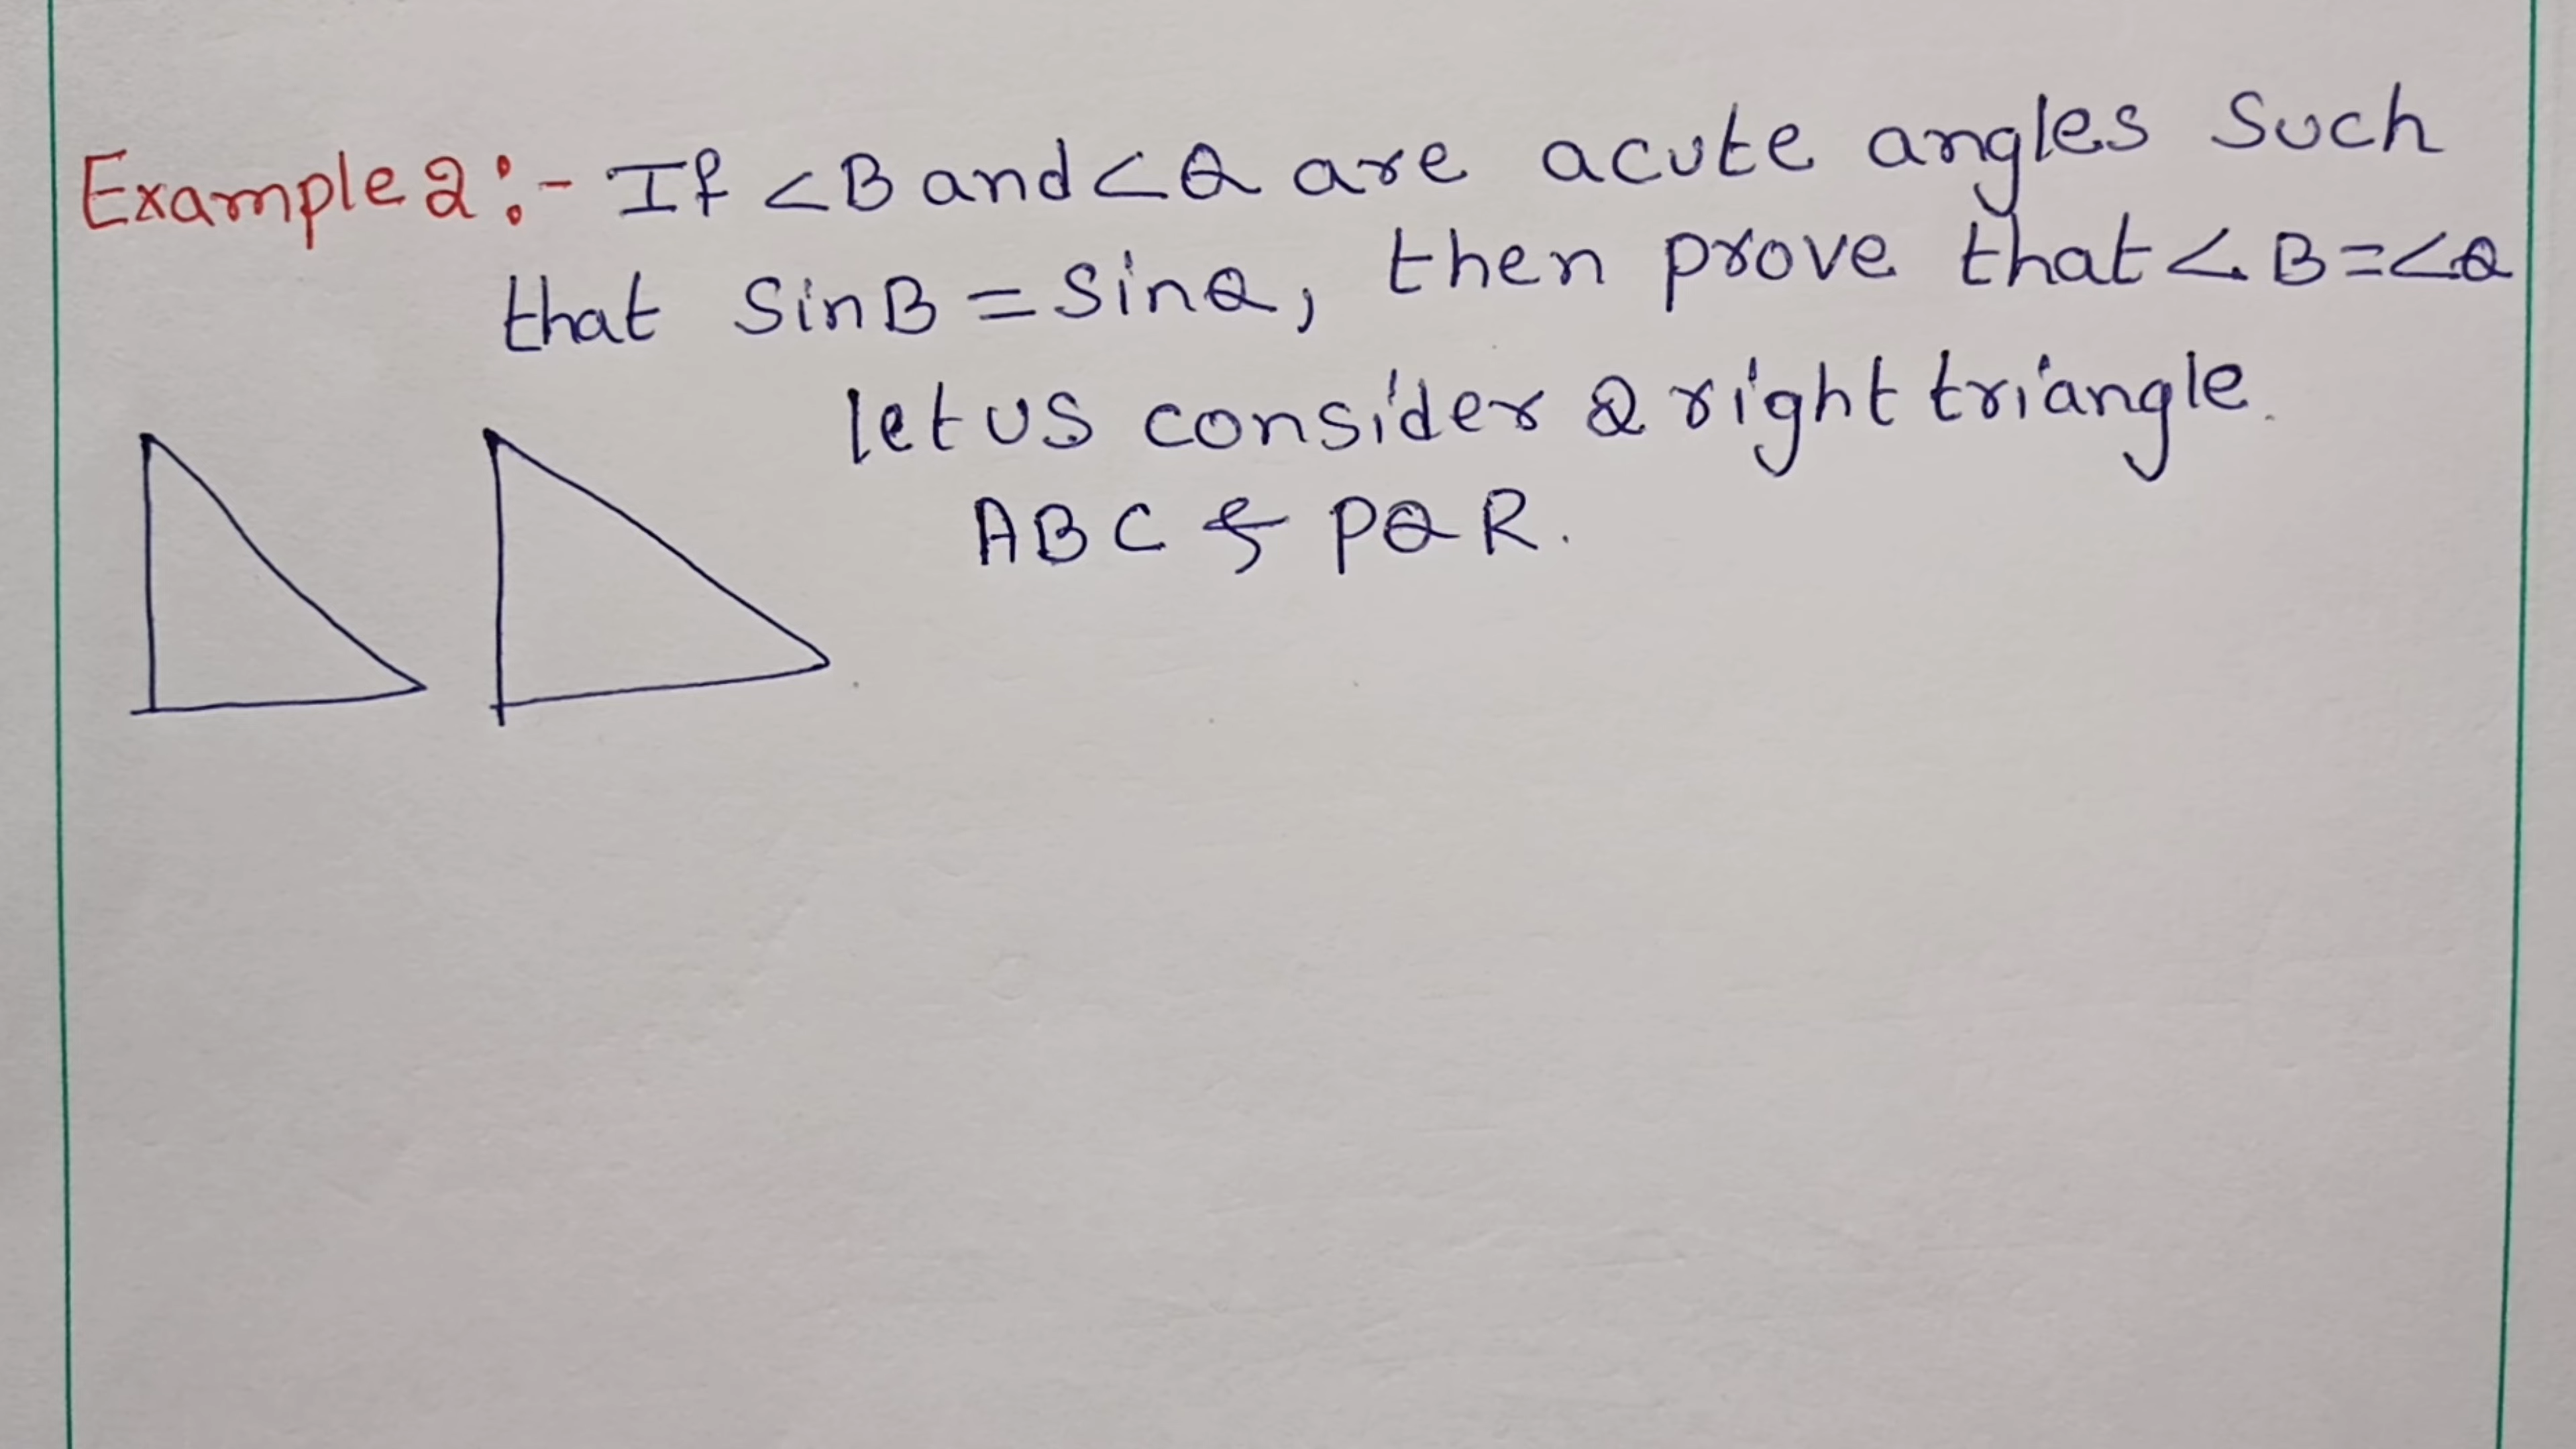 Example 2:- If <B and <Q are acute angles Such
that SinB = SinQ, then prove that < B=<Q
let us consider 2 right triangle.
ABC & PQR.